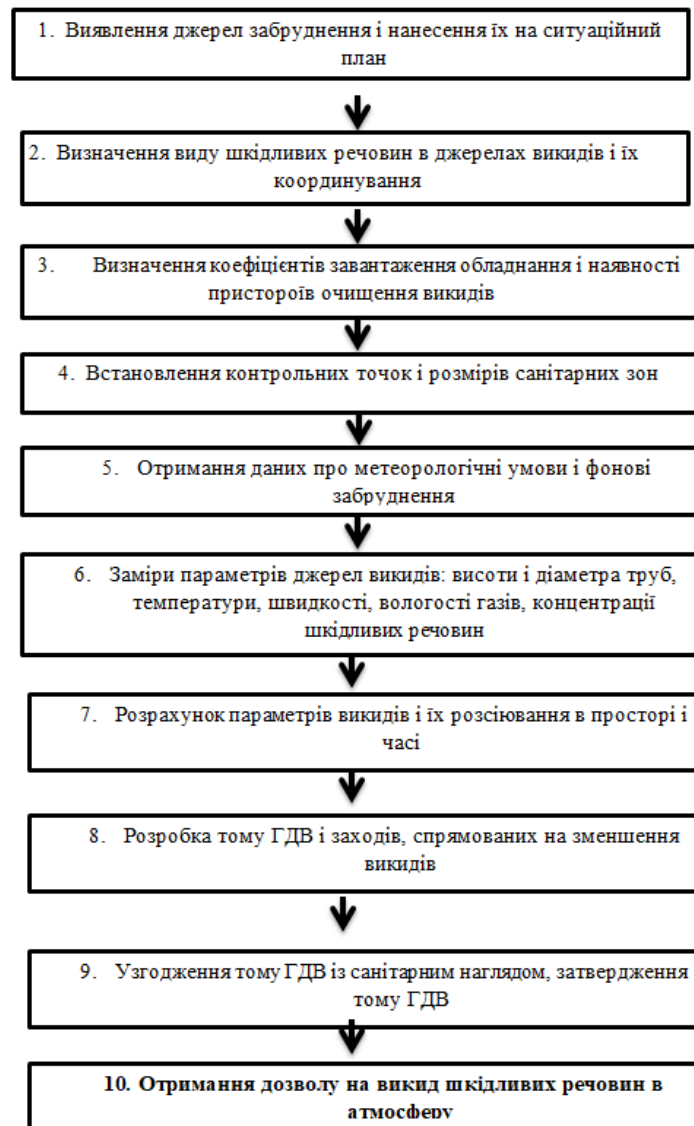 1. Виявлення джерел забруднення і нанесення їх на ситуаційний
план
2. Визначення виду шкідливих речовин в джерелах викидів і їх
координування
3. Визначення коефіцієнтів завантаження обладнання і наявності
присторoїв очищення викидів
4. Встановлення контрольних точок і розмірів санітарних зон
5. Отримання даних про метеорологічні умови і фонові
забруднення
6. Заміри параметрів джерел викидів: висоти і діаметра труб,
температури, швидкості, вологості газів, концентрації
шкідливих речовин
7. Розрахунок параметрів викидів і їх розсіювання в просторі і
часі
8. Розробка тому ГДВ і заходів, спрямованих на зменшення
викидів
9. Узгодження тому ГДВ із санітарним наглядом, затвердження
тому ГДВ
10. Отримання дозволу на викид шкідливих речовин в
атмосферу